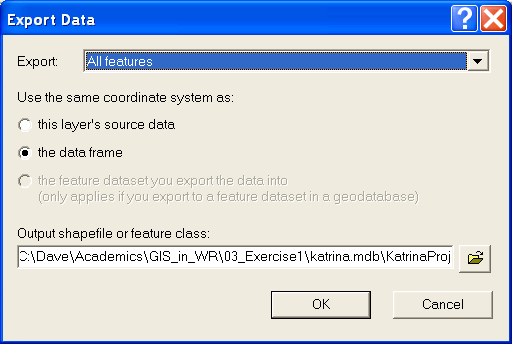 Export Data
Export: All features
Use the same coordinate system as:
this layer's source data
the data frame
the feature dataset you export the data into
(only applies if you export to a feature dataset in a geodatabase)
Output shapefile or feature class:
C:\Dave\Academics\GIS_in_WR\03_Exercise1\katrina.mdb\KatrinaProj
OK Cancel